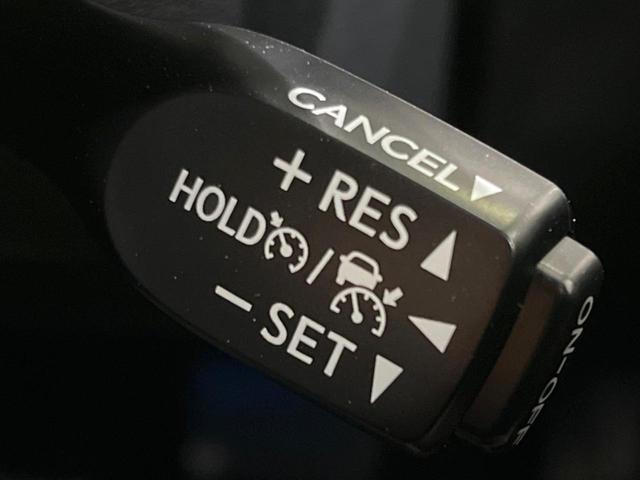 CANCEL
+ RES
HOLD /
- SET
ON-OFF